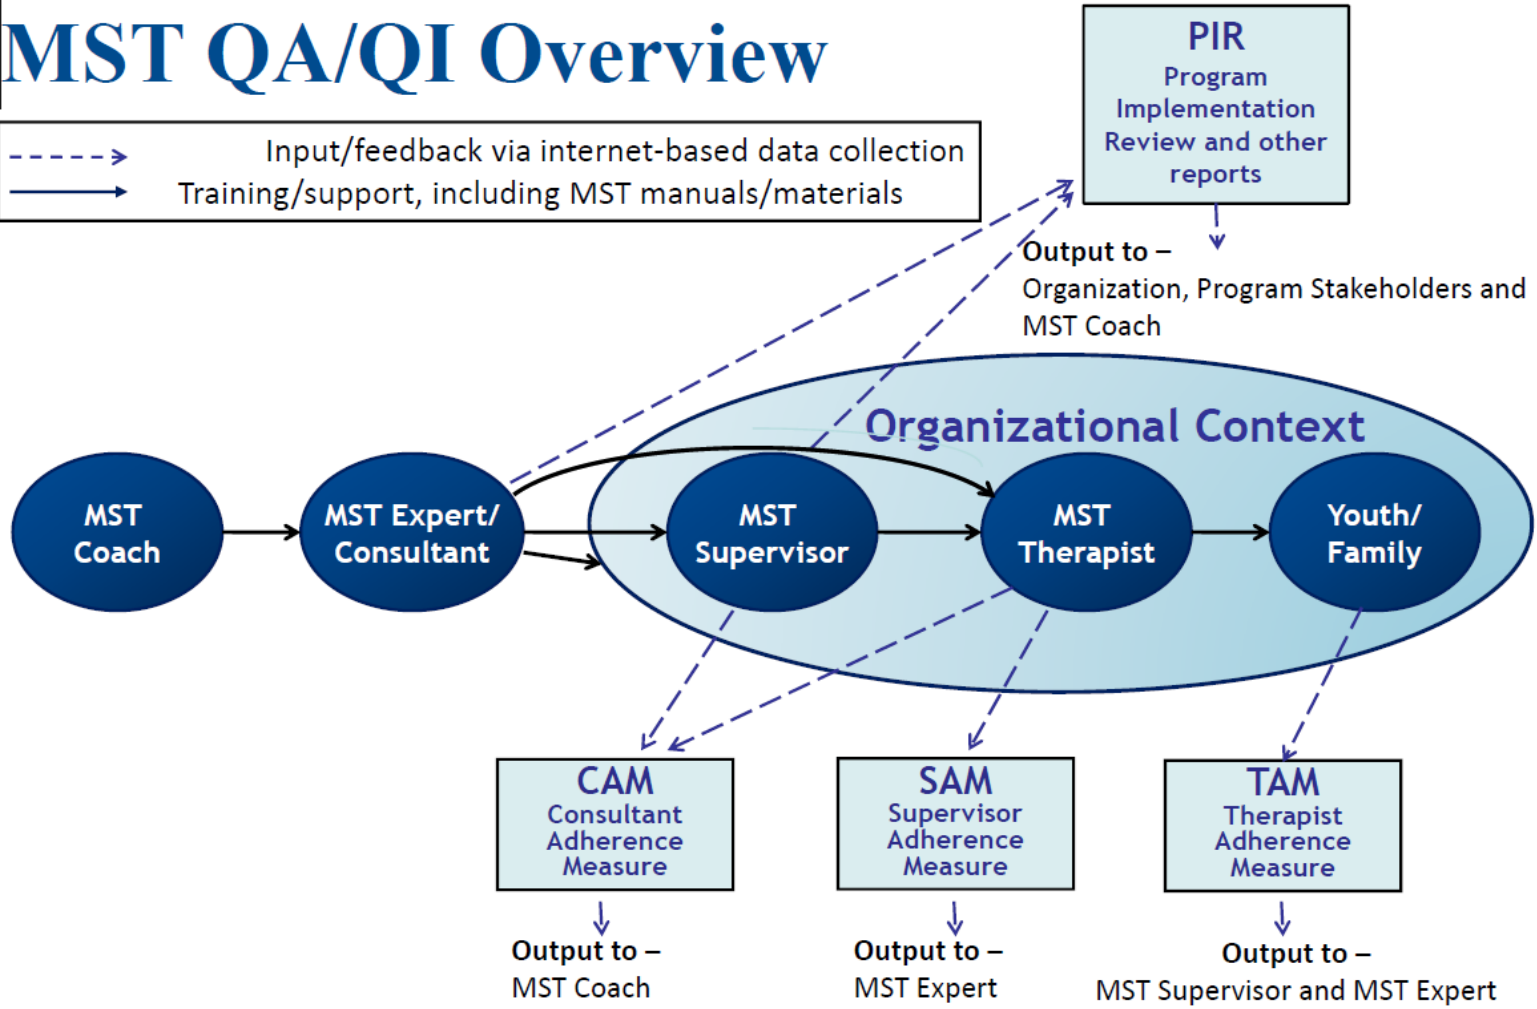 MST QA/QI Overview
Input/feedback via internet-based data collection
Training/support, including MST manuals/materials
PIR
Program
Implementation
Review and other
reports
Output to –
Organization, Program Stakeholders and
MST Coach
Organizational Context
MST
Coach
MST Expert/
Consultant
MST
Supervisor
MST
Therapist
Youth/
Family
CAM
Consultant
Adherence
Measure
SAM
Supervisor
Adherence
Measure
TAM
Therapist
Adherence
Measure
Output to –
MST Coach
Output to –
MST Expert
Output to –
MST Supervisor and MST Expert